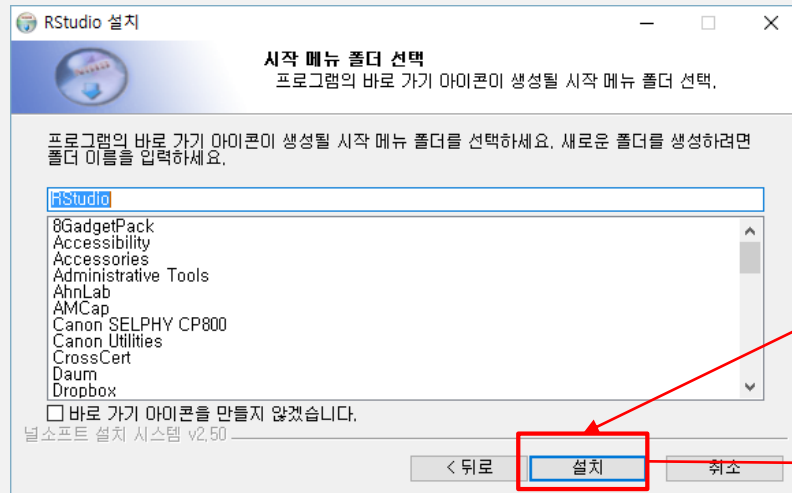 RStudio 설치
시작 메뉴 폴더 선택
프로그램의 바로 가기 아이콘이 생성될 시작 메뉴 폴더 선택.
프로그램의 바로 가기 아이콘이 생성될 시작 메뉴 폴더를 선택하세요. 새로운 폴더를 생성하려면
폴더 이름을 입력하세요.
RStudio
8GadgetPack
Accessibility
Accessories
Administrative Tools
AhnLab
AMCap
Canon SELPHY CP800
Canon Utilities
CrossCert
Daum
Dropbox
바로 가기 아이콘을 만들지 않겠습니다.
널소프트 설치 시스템 v2.50
< 뒤로
설치
취소